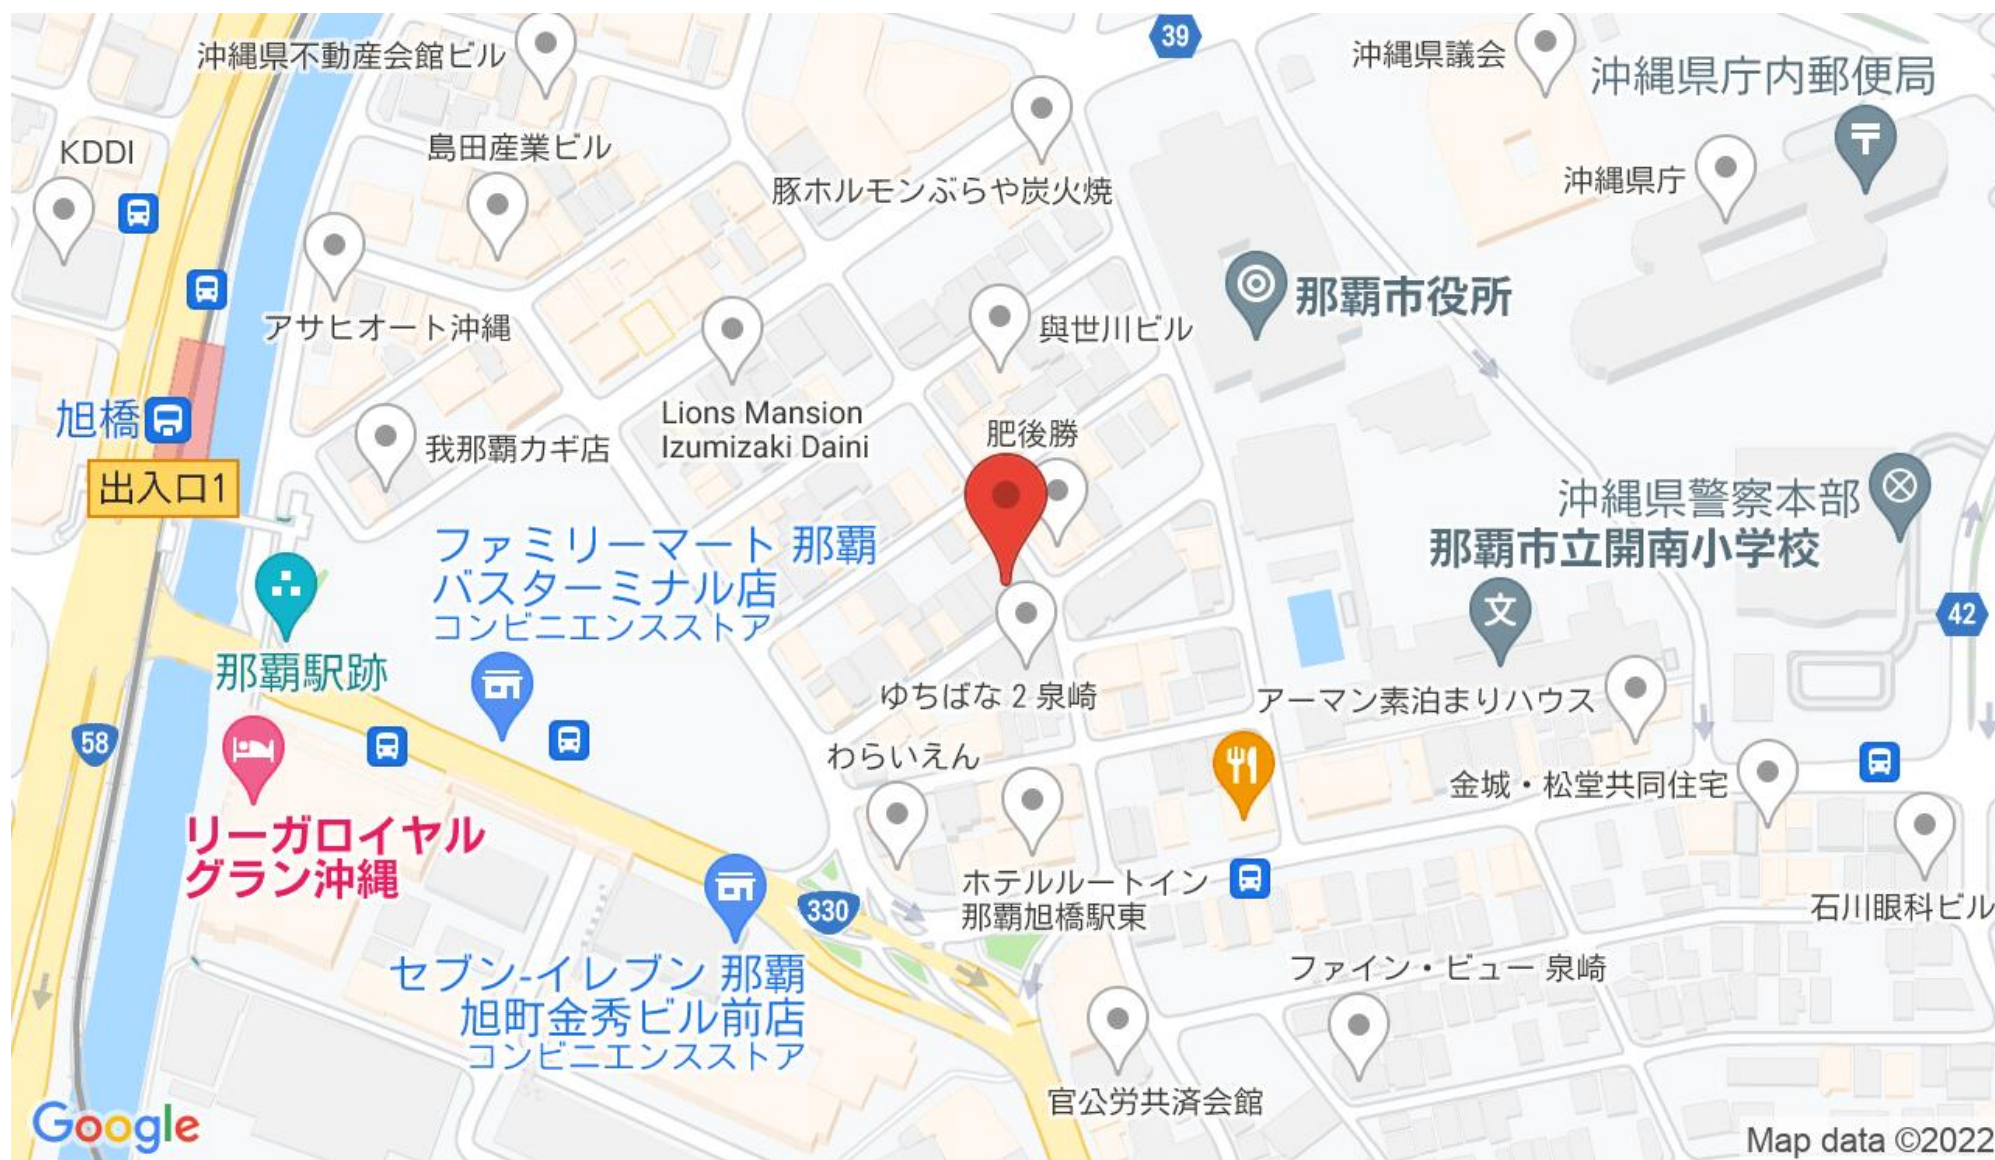 39
沖縄県不動産会館ビル
沖縄県議会
沖縄県庁内郵便局
KDDI
島田産業ビル
豚ホルモンぶらや炭火焼
沖縄県庁
那覇市役所
アサヒオート沖縄
與世川ビル
旭橋
Lions Mansion
Izumizaki Daini
肥後勝
我那覇カギ店
出入口1
沖縄県警察本部
ファミリーマート 那覇
バスターミナル店
コンビニエンスストア
那覇市立開南小学校
文
42
那覇駅跡
ゆちばな 2 泉崎
アーマン素泊まりハウス
58
わらいえん
金城・松堂共同住宅
リーガロイヤル
グラン沖縄
ホテルルートイン
那覇旭橋駅東
330
石川眼科ビル
セブン-イレブン 那覇
旭町金秀ビル前店
コンビニエンスストア
ファイン・ビュー 泉崎
官公労共済会館
Google
Map data ©2022